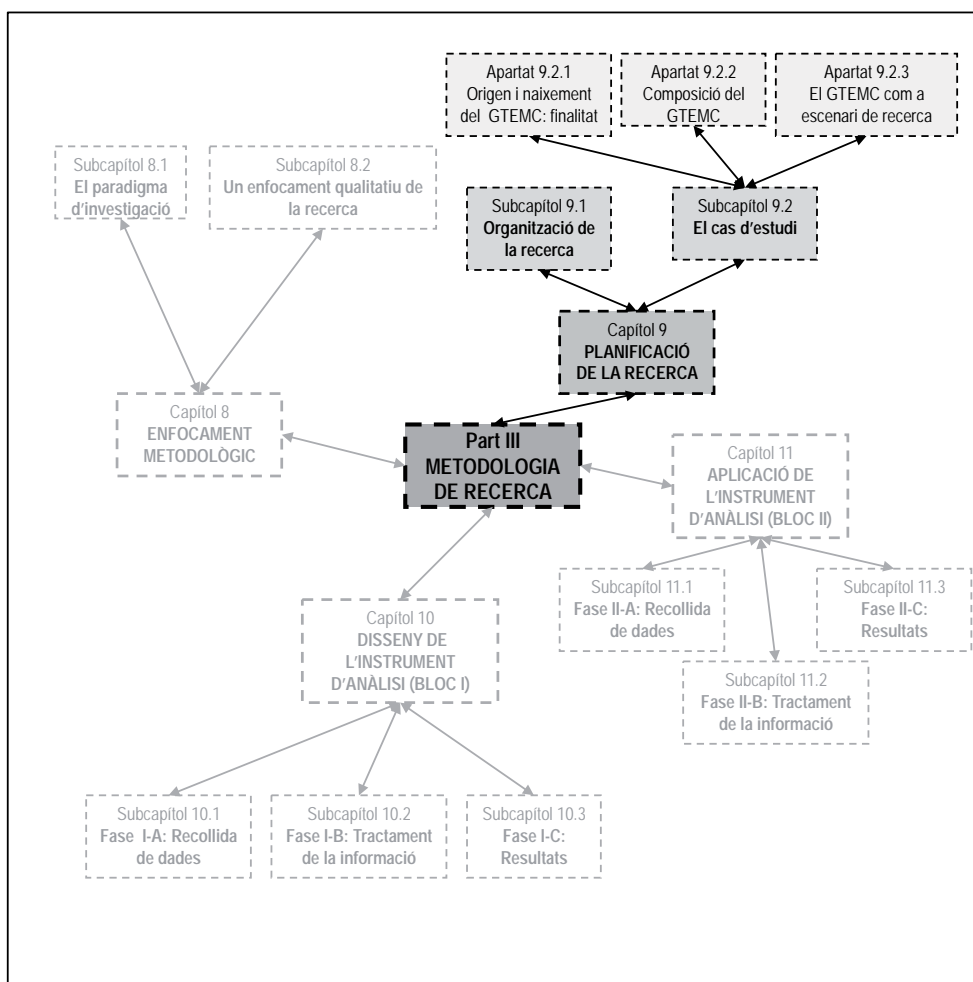 Apartat 9.2.1
Origen i naixement
del GTEMC: finalitat
Apartat 9.2.2
Composició del
GTEMC
Apartat 9.2.3
El GTEMC com a
escenari de recerca
Subcapítol 8.1
El paradigma
d'investigació
Subcapítol 8.2
Un enfocament qualitatiu de
la recerca
Subcapítol 9.1
Organització de
la recerca
Subcapítol 9.2
El cas d'estudi
Capítol 9
PLANIFICACIÓ
DE LA RECERCA
Capítol 8
ENFOCAMENT
METODOLÒGIC
Part III
METODOLOGIA
DE RECERCA
Capítol 11
APLICACIÓ DE
L'INSTRUMENT
D'ANÀLISI (BLOC II)
Subcapítol 11.1
Fase II-A: Recollida
de dades
Subcapítol 11.3
Fase II-C:
Resultats
Subcapítol 11.2
Fase II-B: Tractament
de la informació
Capítol 10
DISSENY DE
L'INSTRUMENT
D'ANÀLISI (BLOC I)
Subcapítol 10.1
Fase I-A: Recollida
de dades
Subcapítol 10.2
Fase I-B: Tractament
de la informació
Subcapítol 10.3
Fase I-C:
Resultats